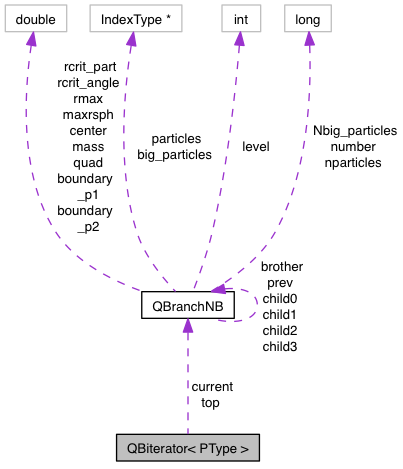 double
IndexType *
int
long
rcrit_part
rcrit_angle
rmax
maxrsph
center
mass
quad
boundary
_p1
boundary
_p2
particles
big_particles
level
Nbig_particles
number
nparticles
QBranchNB
brother
prev
child0
child1
child2
child3
current
top
QBiterator< PType >